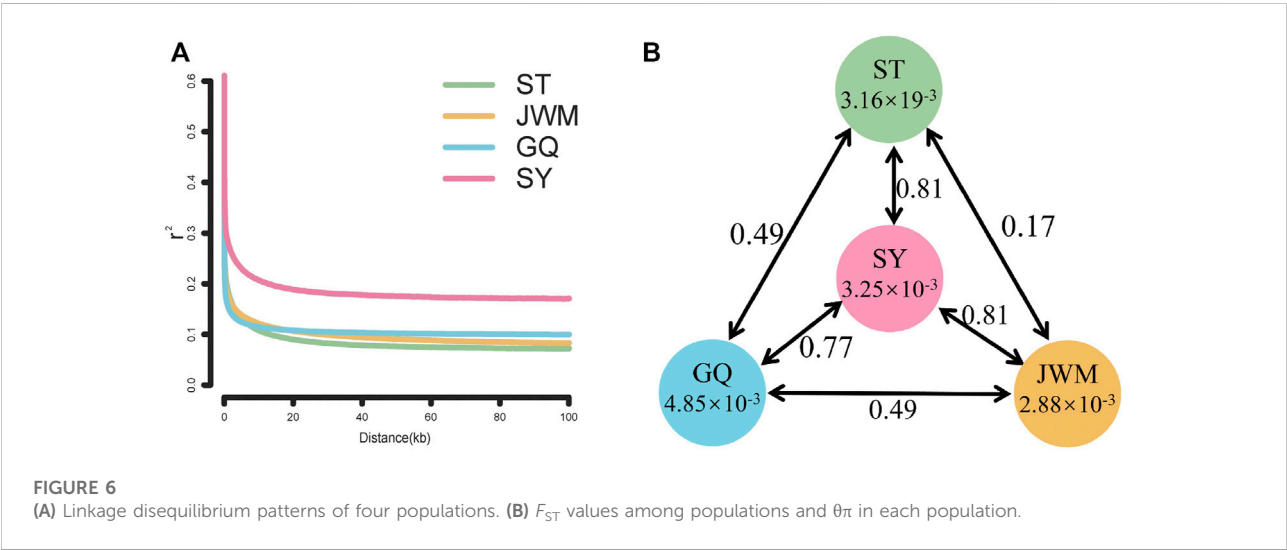 A
r²
0.6
0.5
0.4
0.3
0.2
0.1
0.0
0
20
40
60
80
100
Distance(kb)
ST
JWM
GQ
SY
B
ST
3.16×19⁻³
0.81
0.49
0.17
SY
3.25×10⁻³
0.77
0.81
GQ
4.85×10⁻³
0.49
JWM
2.88×10⁻³
FIGURE 6
(A) Linkage disequilibrium patterns of four populations. (B) FST values among populations and θπ in each population.